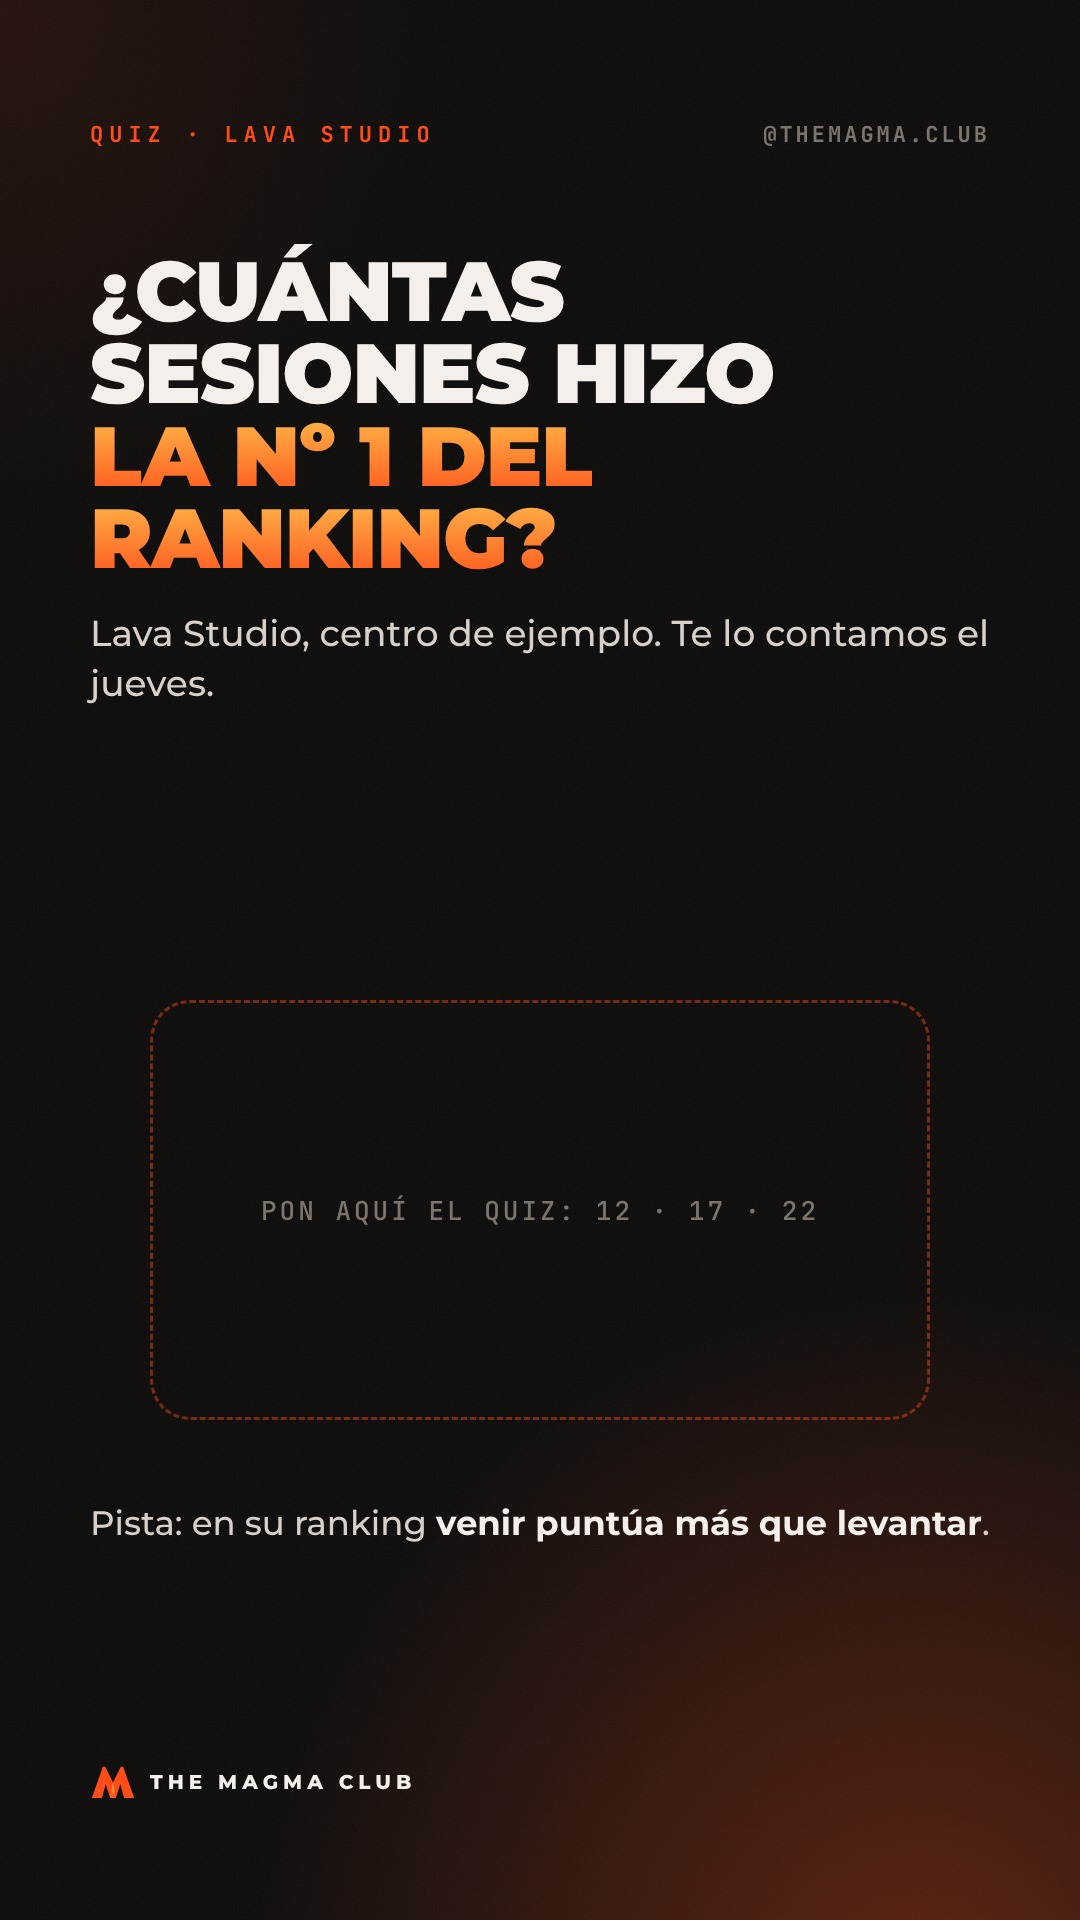 QUIZ · LAVA STUDIO
@THEMAGMA.CLUB
¿CUÁNTAS
SESIONES HIZO
LA Nº 1 DEL
RANKING?
Lava Studio, centro de ejemplo. Te lo contamos el
jueves.
PON AQUÍ EL QUIZ: 12 · 17 · 22
Pista: en su ranking venir puntúa más que levantar.
THE MAGMA CLUB